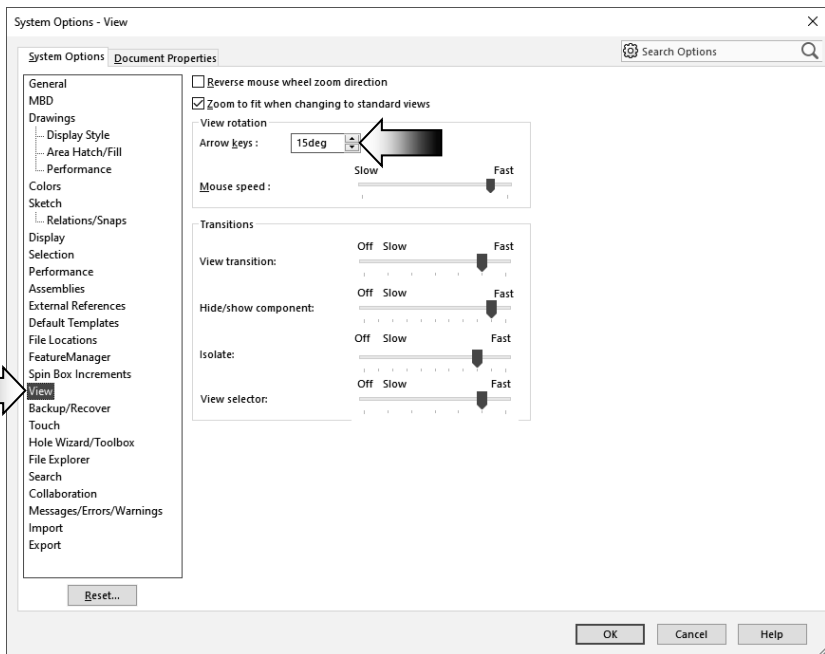 System Options - View
System Options
Document Properties
Search Options
General
MBD
Drawings
Display Style
Area Hatch/Fill
Performance
Colors
Sketch
Relations/Snaps
Display
Selection
Performance
Assemblies
External References
Default Templates
File Locations
FeatureManager
Spin Box Increments
View
Backup/Recover
Touch
Hole Wizard/Toolbox
File Explorer
Search
Collaboration
Messages/Errors/Warnings
Import
Export
Reset...
Reverse mouse wheel zoom direction
Zoom to fit when changing to standard views
View rotation
Arrow keys : 15deg
Slow Fast
Mouse speed :
Transitions
Off Slow Fast
View transition:
Off Slow Fast
Hide/show component:
Off Slow Fast
Isolate:
Off Slow Fast
View selector:
OK Cancel Help